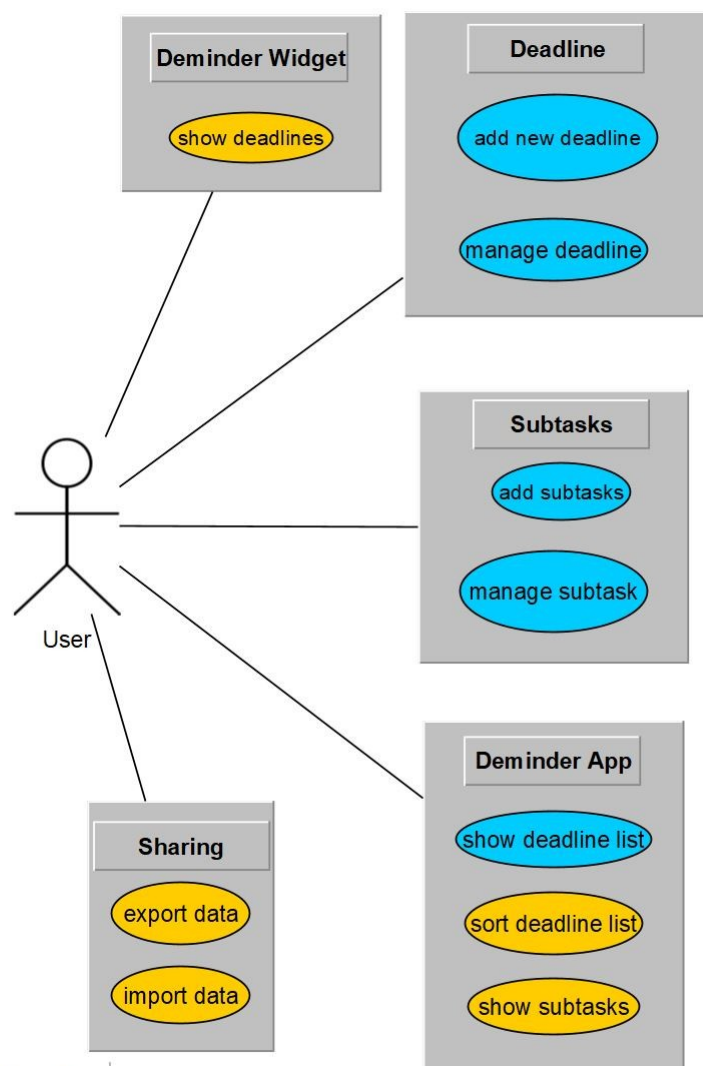 Deminder Widget
show deadlines
Deadline
add new deadline
manage deadline
Subtasks
add subtasks
manage subtask
User
Deminder App
show deadline list
sort deadline list
show subtasks
Sharing
export data
import data